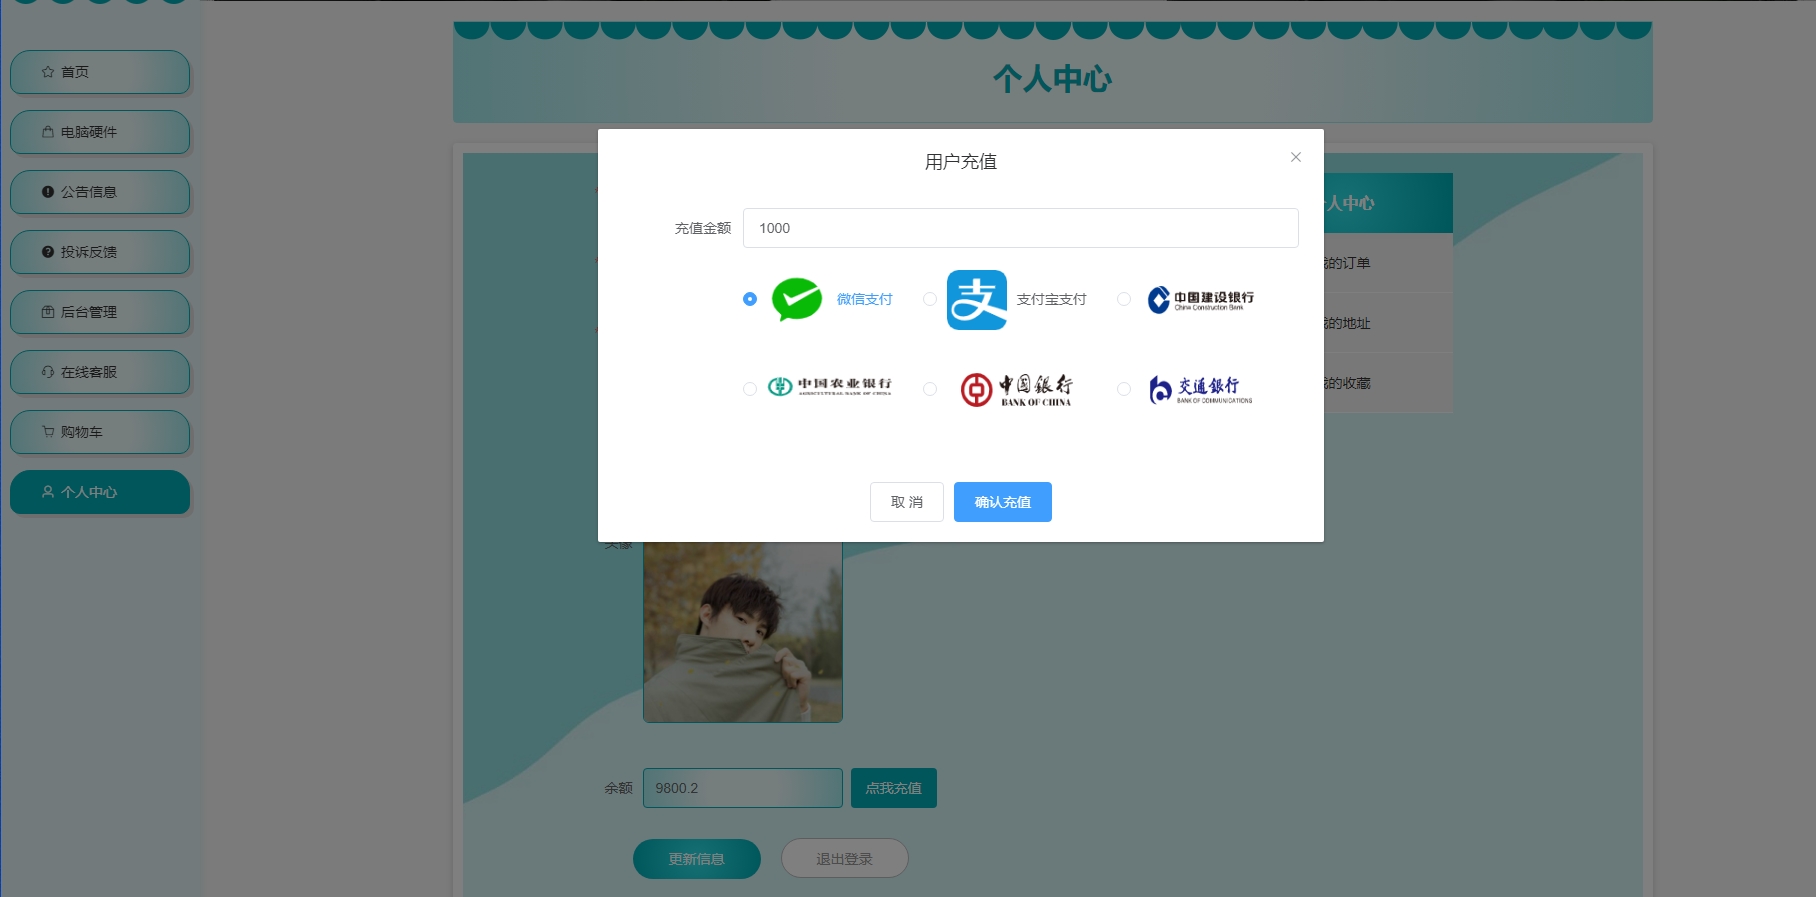 首页
电脑硬件
公告信息
投诉反馈
后台管理
在线客服
购物车
个人中心
个人中心
用户充值
充值金额 1000
微信支付
支 支付宝支付
中国建设银行
China Construction Bank
中国农业银行
AGRICULTURAL BANK OF CHINA
中国银行
BANK OF CHINA
交通银行
BANK OF COMMUNICATIONS
取 消
确认充值
人中心
的订单
的地址
的收藏
余额 9800.2 点我充值
更新信息
退出登录